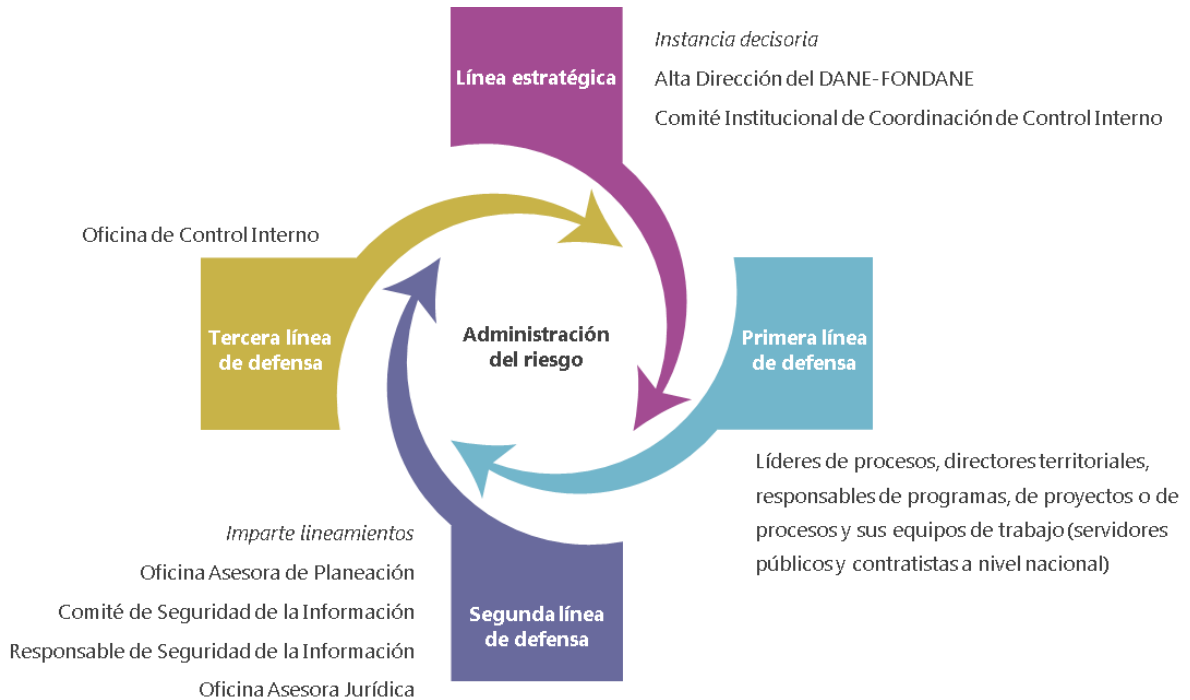 Línea estratégica
Instancia decisoria
Alta Dirección del DANE-FONDANE
Comité Institucional de Coordinación de Control Interno
Oficina de Control Interno
Tercera línea
de defensa
Administración
del riesgo
Primera línea
de defensa
Líderes de procesos, directores territoriales,
responsables de programas, de proyectos o de
procesos y sus equipos de trabajo (servidores
públicos y contratistas a nivel nacional)
Imparte lineamientos
Oficina Asesora de Planeación
Comité de Seguridad de la Información
Responsable de Seguridad de la Información
Oficina Asesora Jurídica
Segunda línea
de defensa